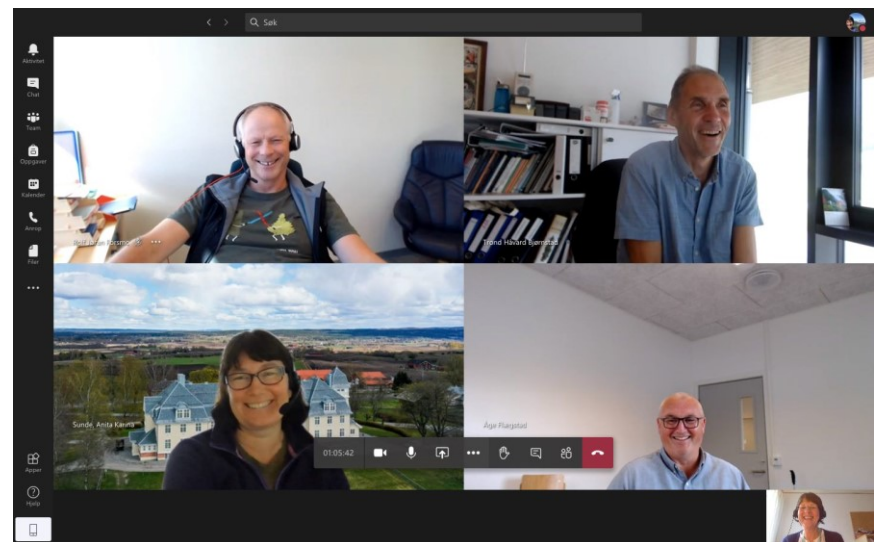 Søk
Aktivitet
Chat
Team
Oppgaver
Kalender
Anrop
Filer
Forsmo
Trond Håvard Bjørnstad
Sunde, Anita Karina
Åge Flagstad
01:05:42
Apper
Hjelp